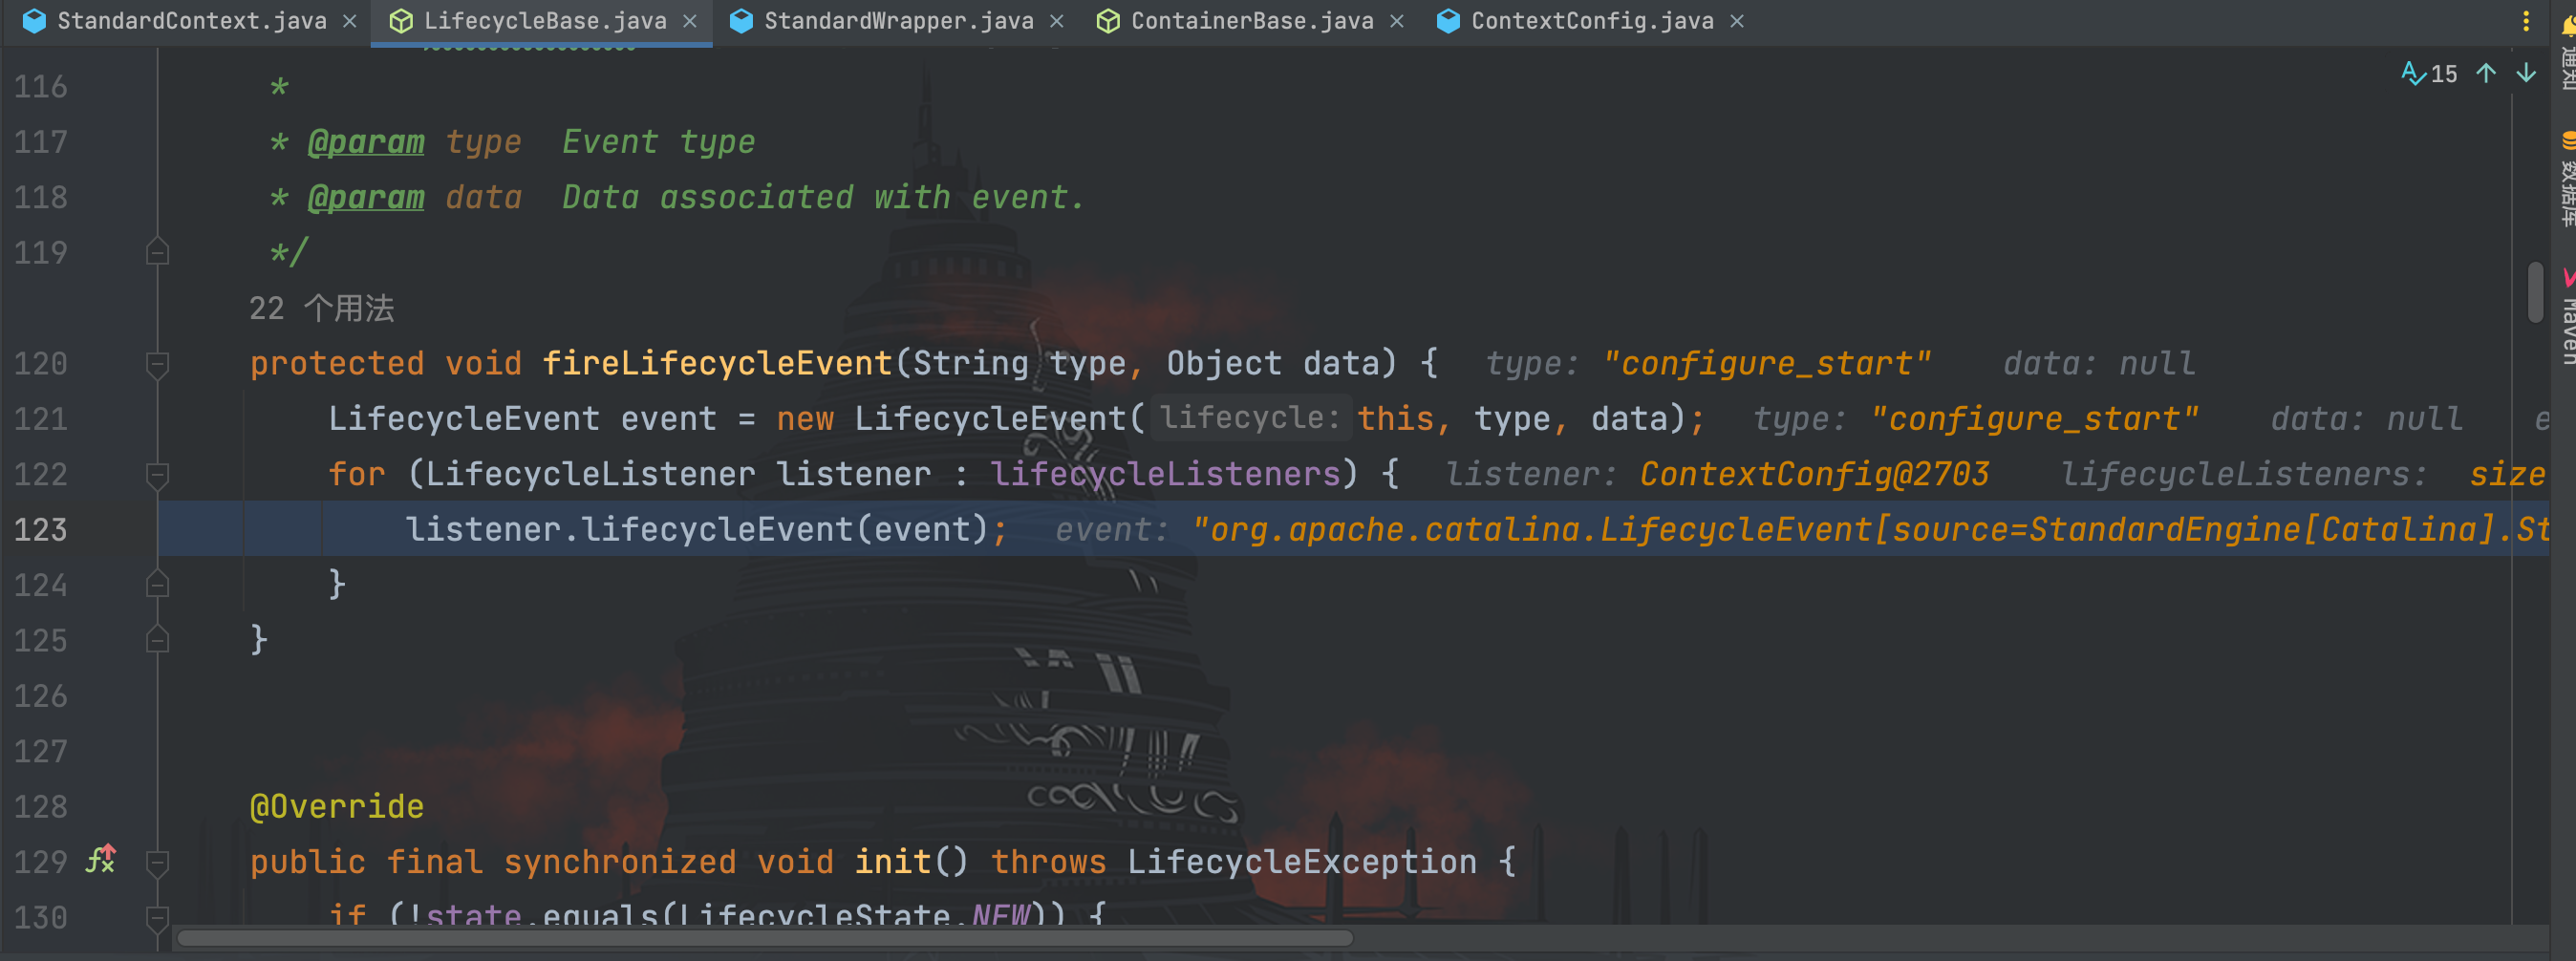 StandardContext.java LifecycleBase.java StandardWrapper.java ContainerBase.java ContextConfig.java
15
116 *
117 * @param type Event type
118 * @param data Data associated with event.
119 */
22 个用法
120 protected void fireLifecycleEvent(String type, Object data) { type: "configure_start" data: null
121 LifecycleEvent event = new LifecycleEvent( lifecycle: this, type, data); type: "configure_start" data: null e
122 for (LifecycleListener listener : lifecycleListeners) { listener: ContextConfig@2703 lifecycleListeners: size
123 listener.lifecycleEvent(event); event: "org.apache.catalina.LifecycleEvent[source=StandardEngine[Catalina].St
124 }
125 }
126
127
128 @Override
129 public final synchronized void init() throws LifecycleException {
130 if (!state.equals(LifecycleState.NEW)) {
通知
数据库
Maven